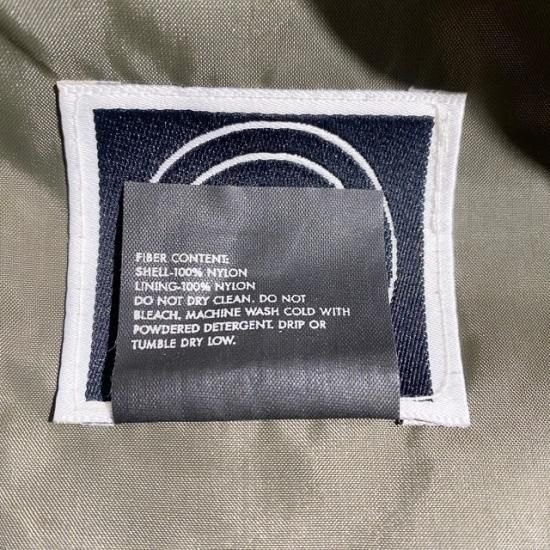 FIBER CONTENT:
SHELL-100% NYLON
LINING-100% NYLON
DO NOT DRY CLEAN. DO NOT
BLEACH. MACHINE WASH COLD WITH
POWDERED DETERGENT. DRIP OR
TUMBLE DRY LOW.